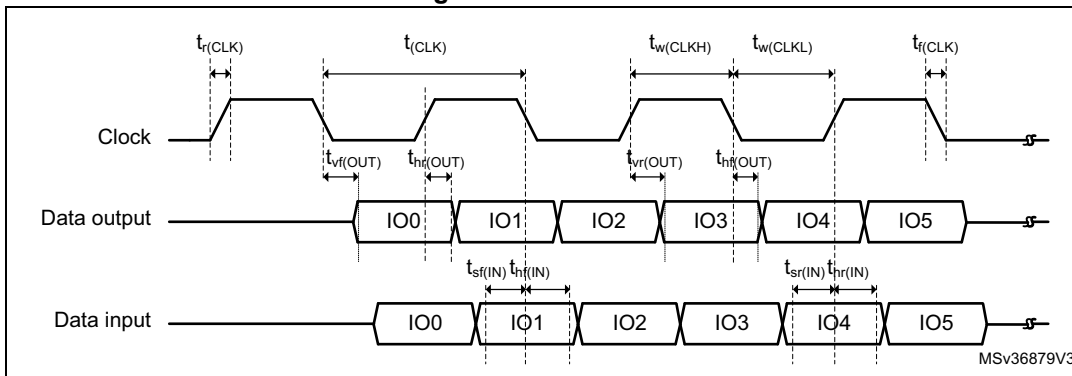 tr(CLK) t(CLK) tw(CLKH) tw(CLKL) tf(CLK)
Clock
tvf(OUT) thr(OUT) tvr(OUT) thf(OUT)
Data output IO0 IO1 IO2 IO3 IO4 IO5
tsf(IN) thf(IN) tsr(IN) thr(IN)
Data input IO0 IO1 IO2 IO3 IO4 IO5
MSv36879V3